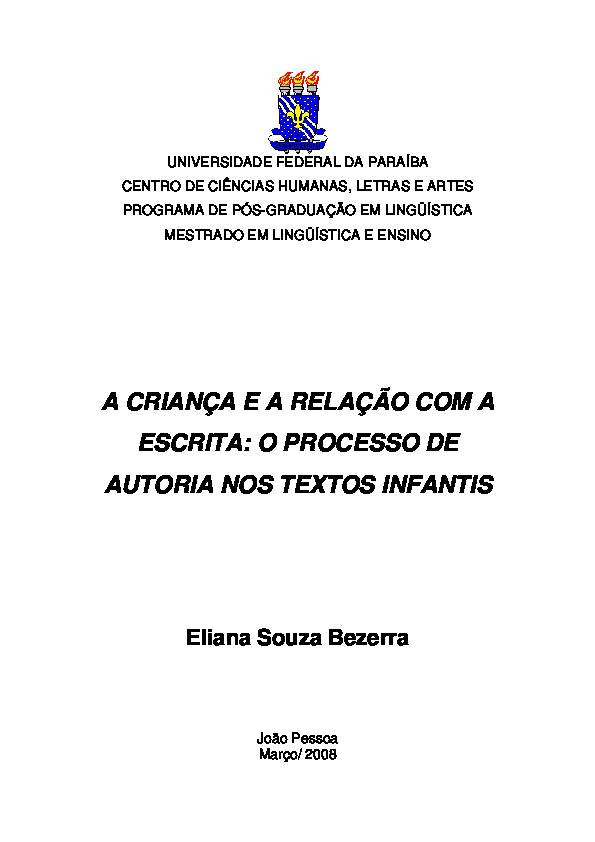 UNIVERSIDADE FEDERAL DA PARAÍBA
CENTRO DE CIÊNCIAS HUMANAS, LETRAS E ARTES
PROGRAMA DE PÓS-GRADUAÇÃO EM LINGÜÍSTICA
MESTRADO EM LINGÜÍSTICA E ENSINO
A CRIANÇA E A RELAÇÃO COM A
ESCRITA: O PROCESSO DE
AUTORIA NOS TEXTOS INFANTIS
Eliana Souza Bezerra
João Pessoa
Março/ 2008